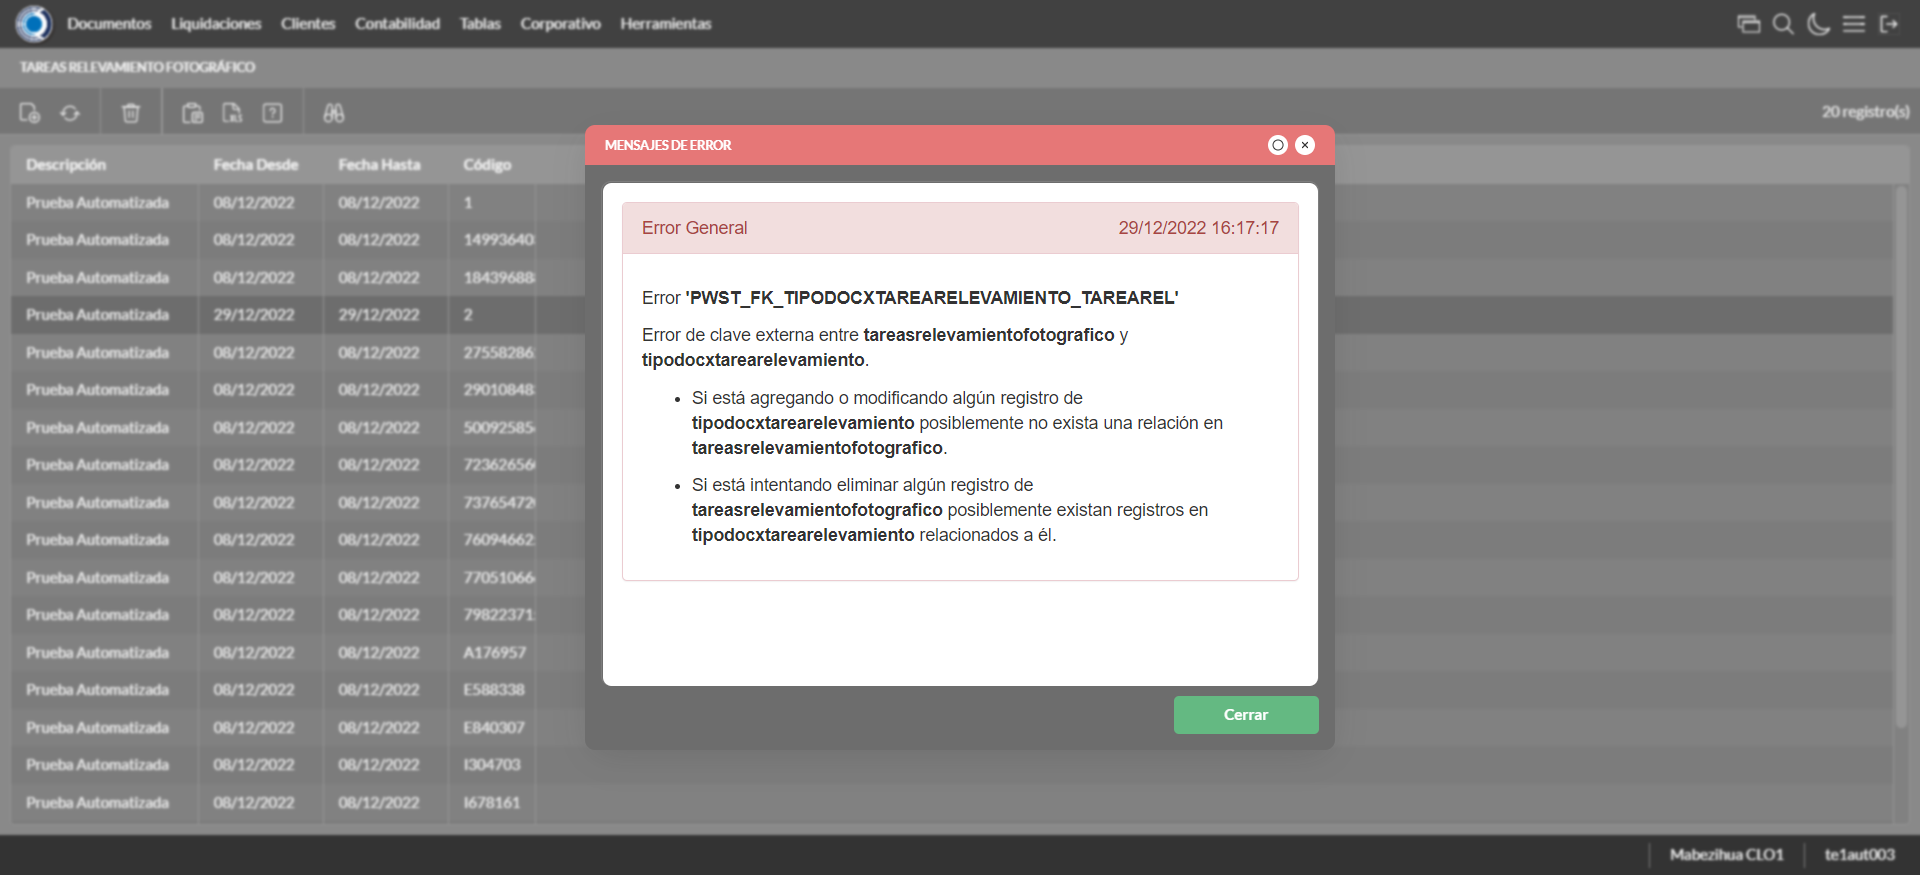 Documentos Liquidaciones Clientes Contabilidad Tablas Corporativo Herramientas
TAREAS RELEVAMIENTO FOTOGRÁFICO
20 registro(s)
MENSAJES DE ERROR
Error General 29/12/2022 16:17:17
Error 'PWST_FK_TIPODOCXTAREARELEVAMIENTO_TAREAREL'
Error de clave externa entre tareasrelevamientofotografico y
tipodocxtarearelevamiento.
• Si está agregando o modificando algún registro de
tipodocxtarearelevamiento posiblemente no exista una relación en
tareasrelevamientofotografico.
• Si está intentando eliminar algún registro de
tareasrelevamientofotografico posiblemente existan registros en
tipodocxtarearelevamiento relacionados a él.
Cerrar
Descripción Fecha Desde Fecha Hasta Código
Prueba Automatizada 08/12/2022 08/12/2022 1
Prueba Automatizada 08/12/2022 08/12/2022
Prueba Automatizada 08/12/2022 08/12/2022
Prueba Automatizada 29/12/2022 29/12/2022 2
Prueba Automatizada 08/12/2022 08/12/2022
Prueba Automatizada 08/12/2022 08/12/2022
Prueba Automatizada 08/12/2022 08/12/2022
Prueba Automatizada 08/12/2022 08/12/2022
Prueba Automatizada 08/12/2022 08/12/2022
Prueba Automatizada 08/12/2022 08/12/2022
Prueba Automatizada 08/12/2022 08/12/2022
Prueba Automatizada 08/12/2022 08/12/2022
Prueba Automatizada 08/12/2022 08/12/2022 A176957
Prueba Automatizada 08/12/2022 08/12/2022 E588338
Prueba Automatizada 08/12/2022 08/12/2022 E840307
Prueba Automatizada 08/12/2022 08/12/2022 I304703
Prueba Automatizada 08/12/2022 08/12/2022 I678161
Mabezihua CLO1 te1aut003